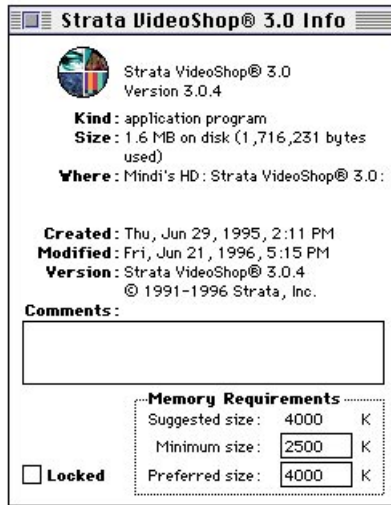 Strata VideoShop® 3.0 Info
Strata VideoShop® 3.0
Version 3.0.4
Kind: application program
Size: 1.6 MB on disk (1,716,231 bytes
used)
Where: Mindi's HD: Strata VideoShop® 3.0:
Created: Thu, Jun 29, 1995, 2:11 PM
Modified: Fri, Jun 21, 1996, 5:15 PM
Version: Strata VideoShop® 3.0.4
© 1991-1996 Strata, Inc.
Comments:
Memory Requirements
Suggested size: 4000 K
Minimum size: 2500 K
Locked Preferred size: 4000 K